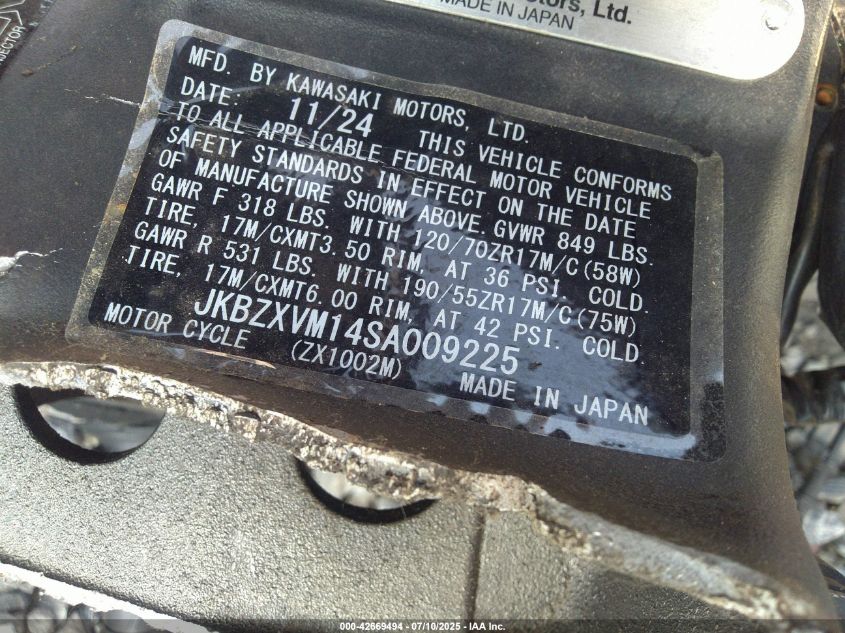 tors, Ltd.
MADE IN JAPAN
NJECTOR
MFD. BY KAWASAKI MOTORS, LTD.
DATE: 11/24 THIS VEHICLE CONFORMS
TO ALL APPLICABLE FEDERAL MOTOR VEHICLE
SAFETY STANDARDS IN EFFECT ON THE DATE
OF MANUFACTURE SHOWN ABOVE. GVWR 849 LBS.
GAWR F 318 LBS. WITH 120/70ZR17M/C(58W)
TIRE, 17M/CXMT3.50 RIM, AT 36 PSI. COLD.
GAWR R 531 LBS. WITH 190/55ZR17M/C(75W)
TIRE, 17M/CXMT6.00 RIM, AT 42 PSI. COLD.
JKBZXVM14SA009225
MOTOR CYCLE (ZX1002M) MADE IN JAPAN
000-42669494 - 07/10/2025 - IAA Inc.